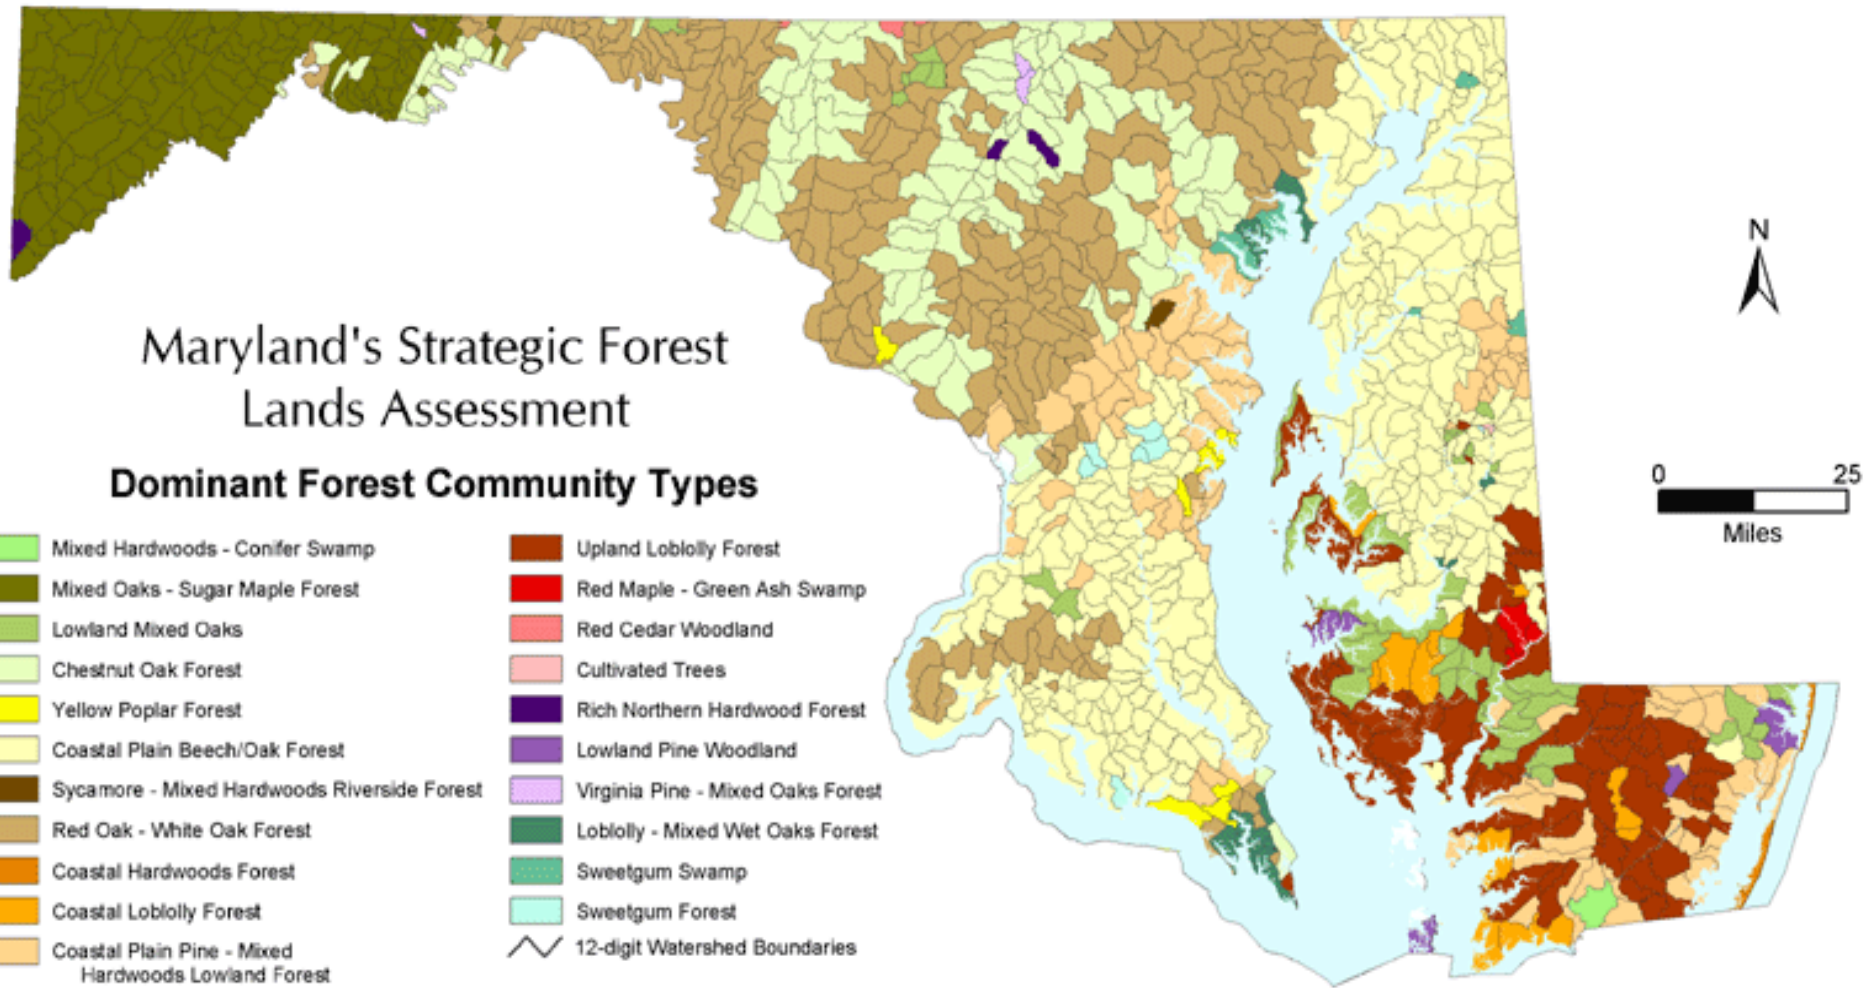 Maryland's Strategic Forest
Lands Assessment
Dominant Forest Community Types
Mixed Hardwoods - Conifer Swamp
Mixed Oaks - Sugar Maple Forest
Lowland Mixed Oaks
Chestnut Oak Forest
Yellow Poplar Forest
Coastal Plain Beech/Oak Forest
Sycamore - Mixed Hardwoods Riverside Forest
Red Oak - White Oak Forest
Coastal Hardwoods Forest
Coastal Loblolly Forest
Coastal Plain Pine - Mixed
Hardwoods Lowland Forest
Upland Loblolly Forest
Red Maple - Green Ash Swamp
Red Cedar Woodland
Cultivated Trees
Rich Northern Hardwood Forest
Lowland Pine Woodland
Virginia Pine - Mixed Oaks Forest
Loblolly - Mixed Wet Oaks Forest
Sweetgum Swamp
Sweetgum Forest
12-digit Watershed Boundaries
N
0 25
Miles